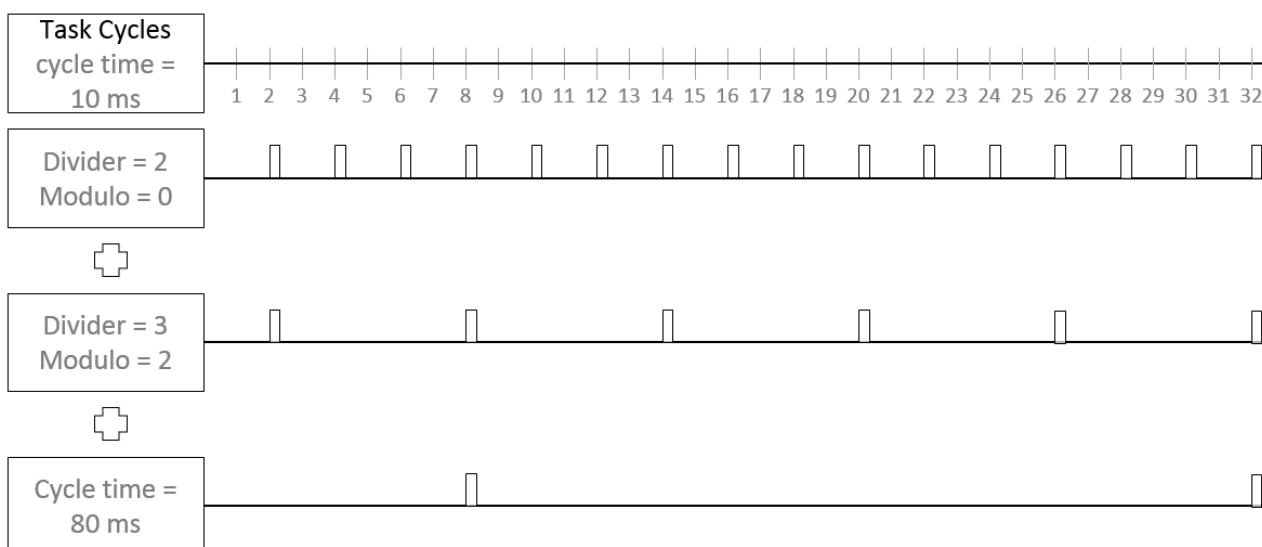 Task Cycles
cycle time =
10 ms
1 2 3 4 5 6 7 8 9 10 11 12 13 14 15 16 17 18 19 20 21 22 23 24 25 26 27 28 29 30 31 32
Divider = 2
Modulo = 0
Divider = 3
Modulo = 2
Cycle time =
80 ms